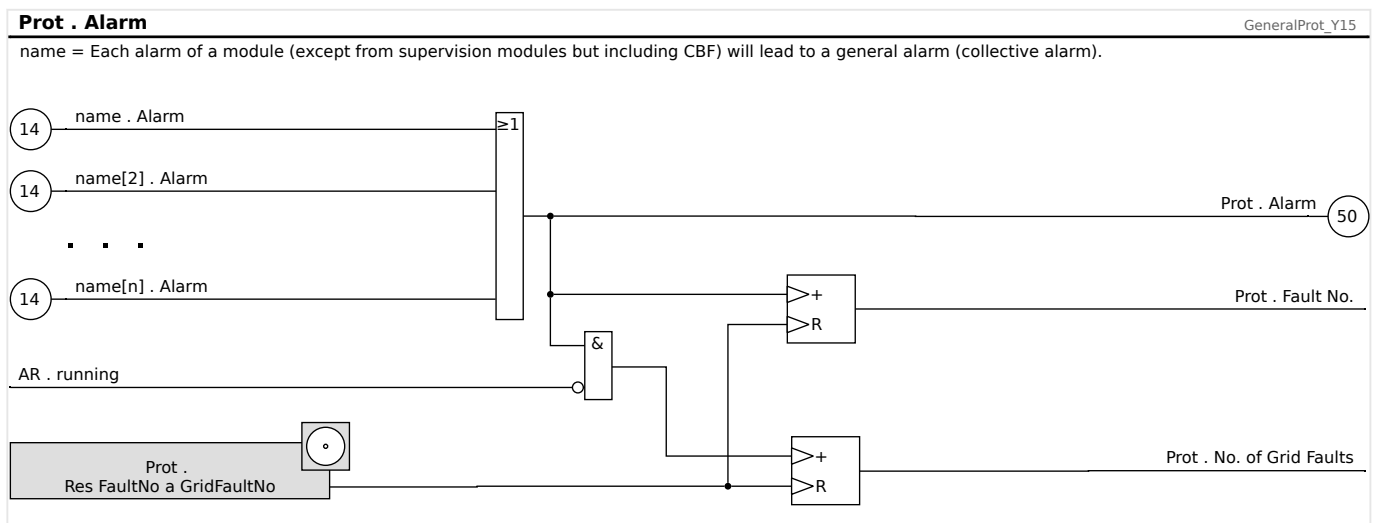 Prot . Alarm
GeneralProt_Y15
name = Each alarm of a module (except from supervision modules but including CBF) will lead to a general alarm (collective alarm).
14
name . Alarm
≥1
14
name[2] . Alarm
Prot . Alarm
50
. . .
14
name[n] . Alarm
+
Prot . Fault No.
R
&
AR . running
+
Prot . No. of Grid Faults
R
Prot .
Res FaultNo a GridFaultNo